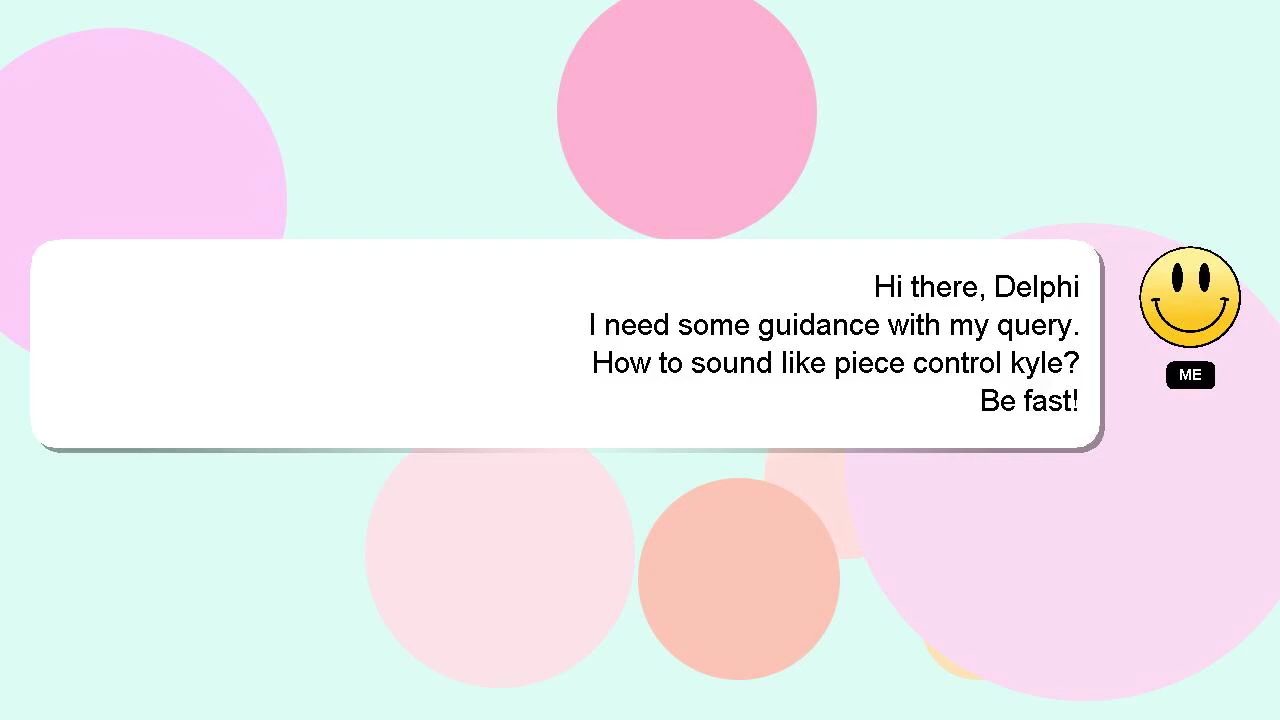 Hi there, Delphi
I need some guidance with my query.
How to sound like piece control kyle?
Be fast!
ME